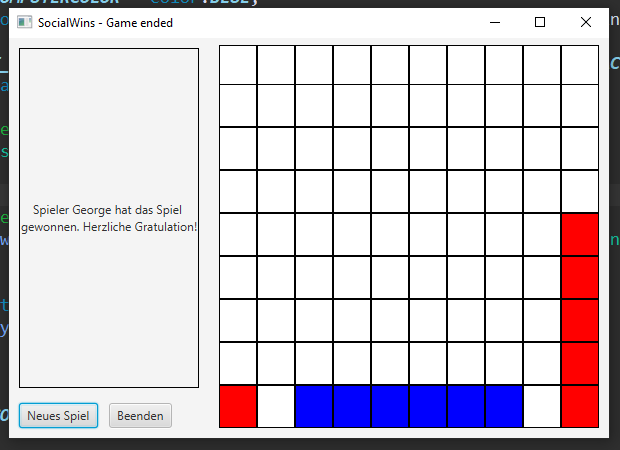 SocialWins - Game ended
Spieler George hat das Spiel
gewonnen. Herzliche Gratulation!
Neues Spiel
Beenden